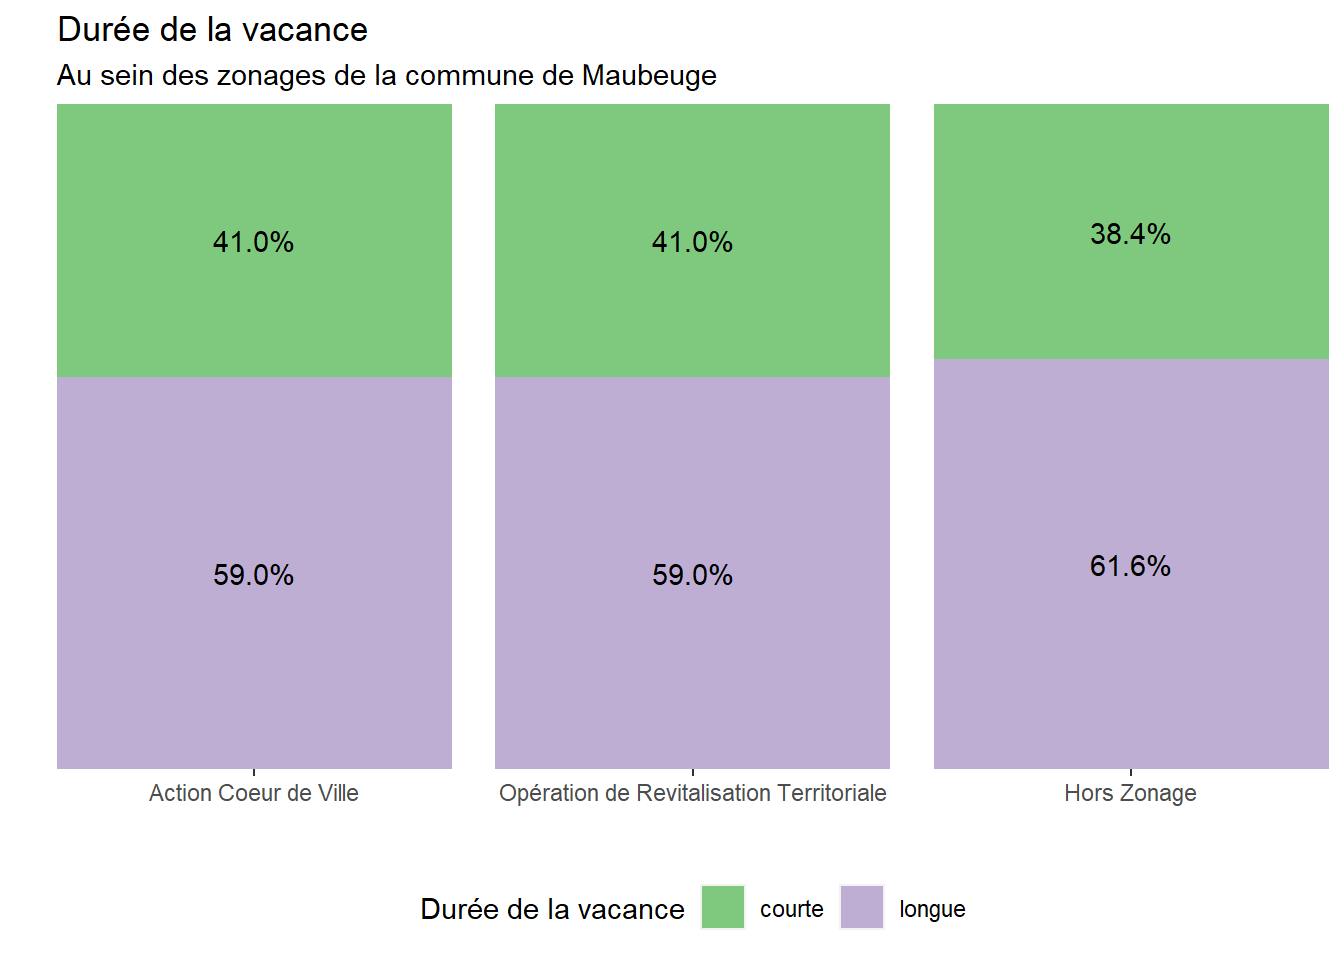 Durée de la vacance
Au sein des zonages de la commune de Maubeuge
41.0%
41.0%
38.4%
59.0%
59.0%
61.6%
Action Coeur de Ville
Opération de Revitalisation Territoriale
Hors Zonage
Durée de la vacance
courte
longue